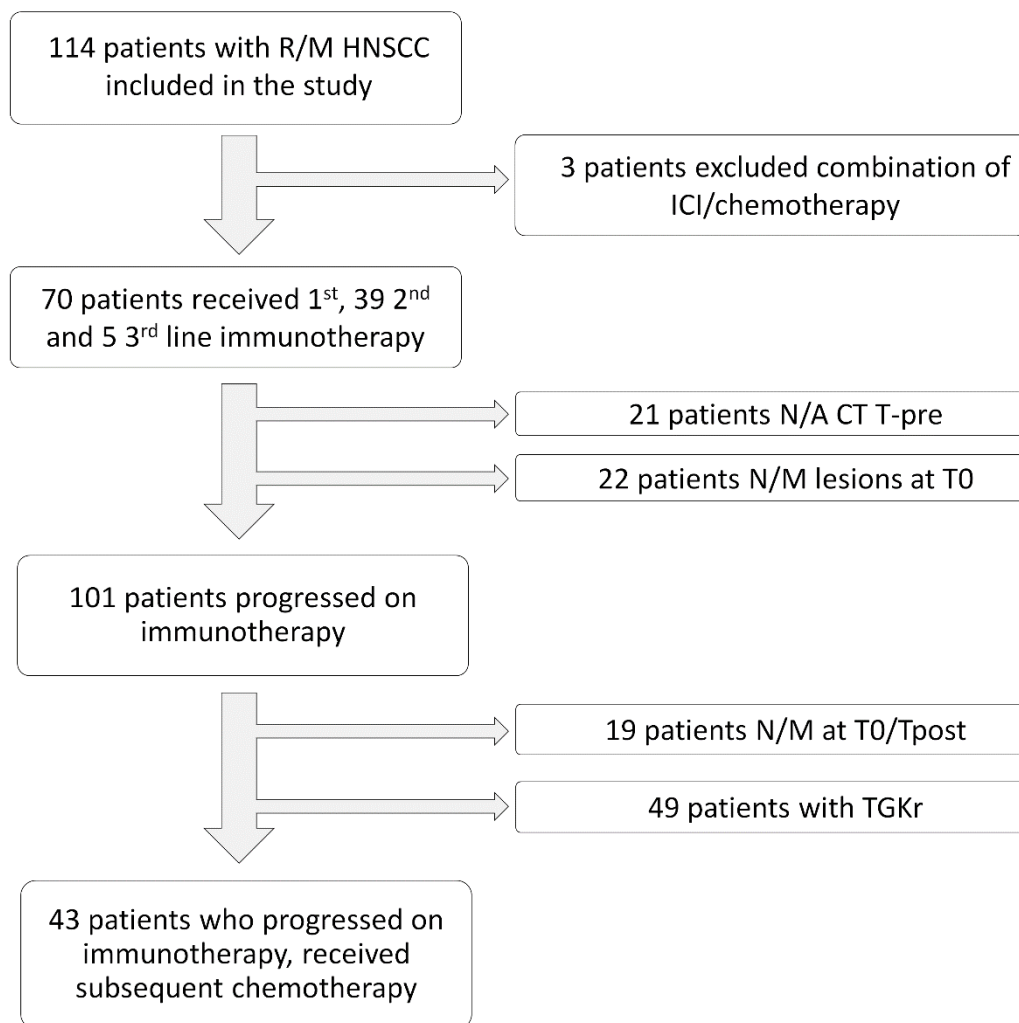 114 patients with R/M HNSCC
included in the study
3 patients excluded combination of
ICI/chemotherapy
70 patients received 1st, 39 2nd
and 5 3rd line immunotherapy
21 patients N/A CT T-pre
22 patients N/M lesions at T0
101 patients progressed on
immunotherapy
19 patients N/M at T0/Tpost
49 patients with TGKr
43 patients who progressed on
immunotherapy, received
subsequent chemotherapy